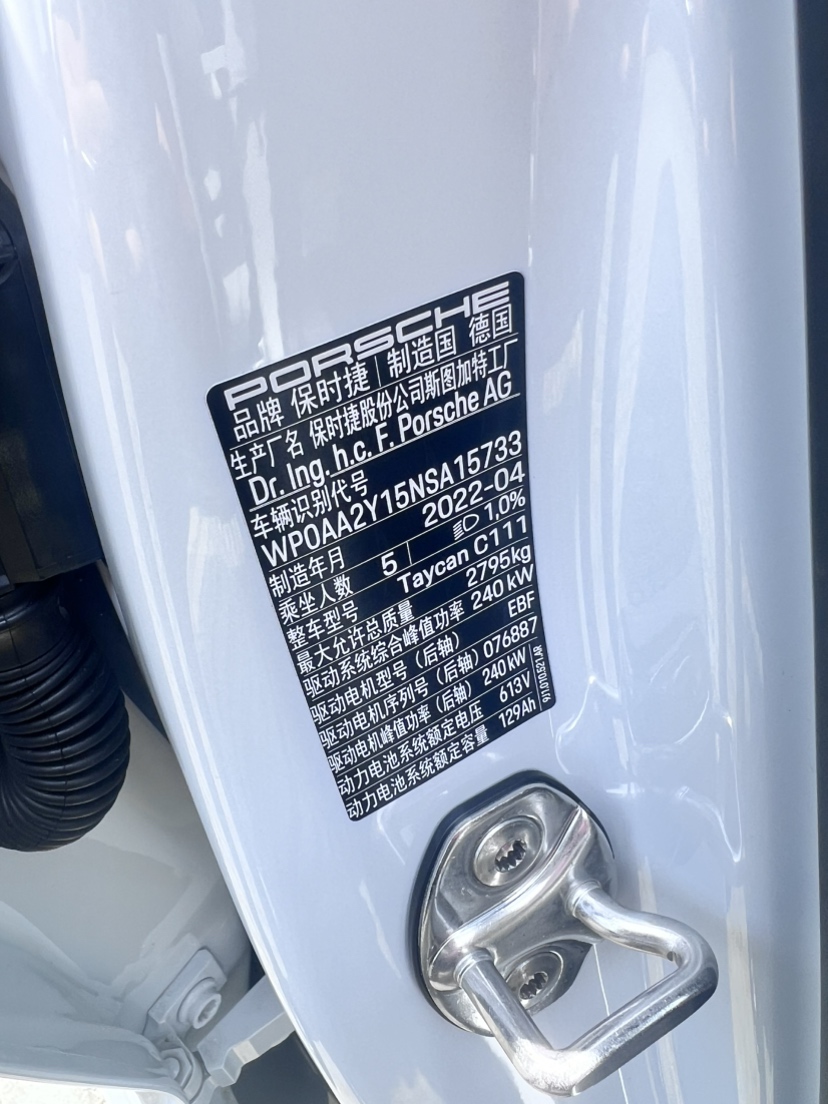 PORSCHE
品牌 保时捷 制造国 德国
生产厂名 保时捷股份公司斯图加特工厂
Dr. Ing. h.c. F. Porsche AG
车辆识别代号
WP0AA2Y15NSA15733
制造年月 2022-04
乘坐人数 5 1,0%
整车型号 Taycan C111
最大允许总质量 2795kg
驱动系统综合峰值功率 240 kW
驱动电机型号（后轴） EBF
驱动电机序列号（后轴） 076887
驱动电机峰值功率（后轴） 240 kW
动力电池系统额定电压 613V
动力电池系统额定容量 129Ah